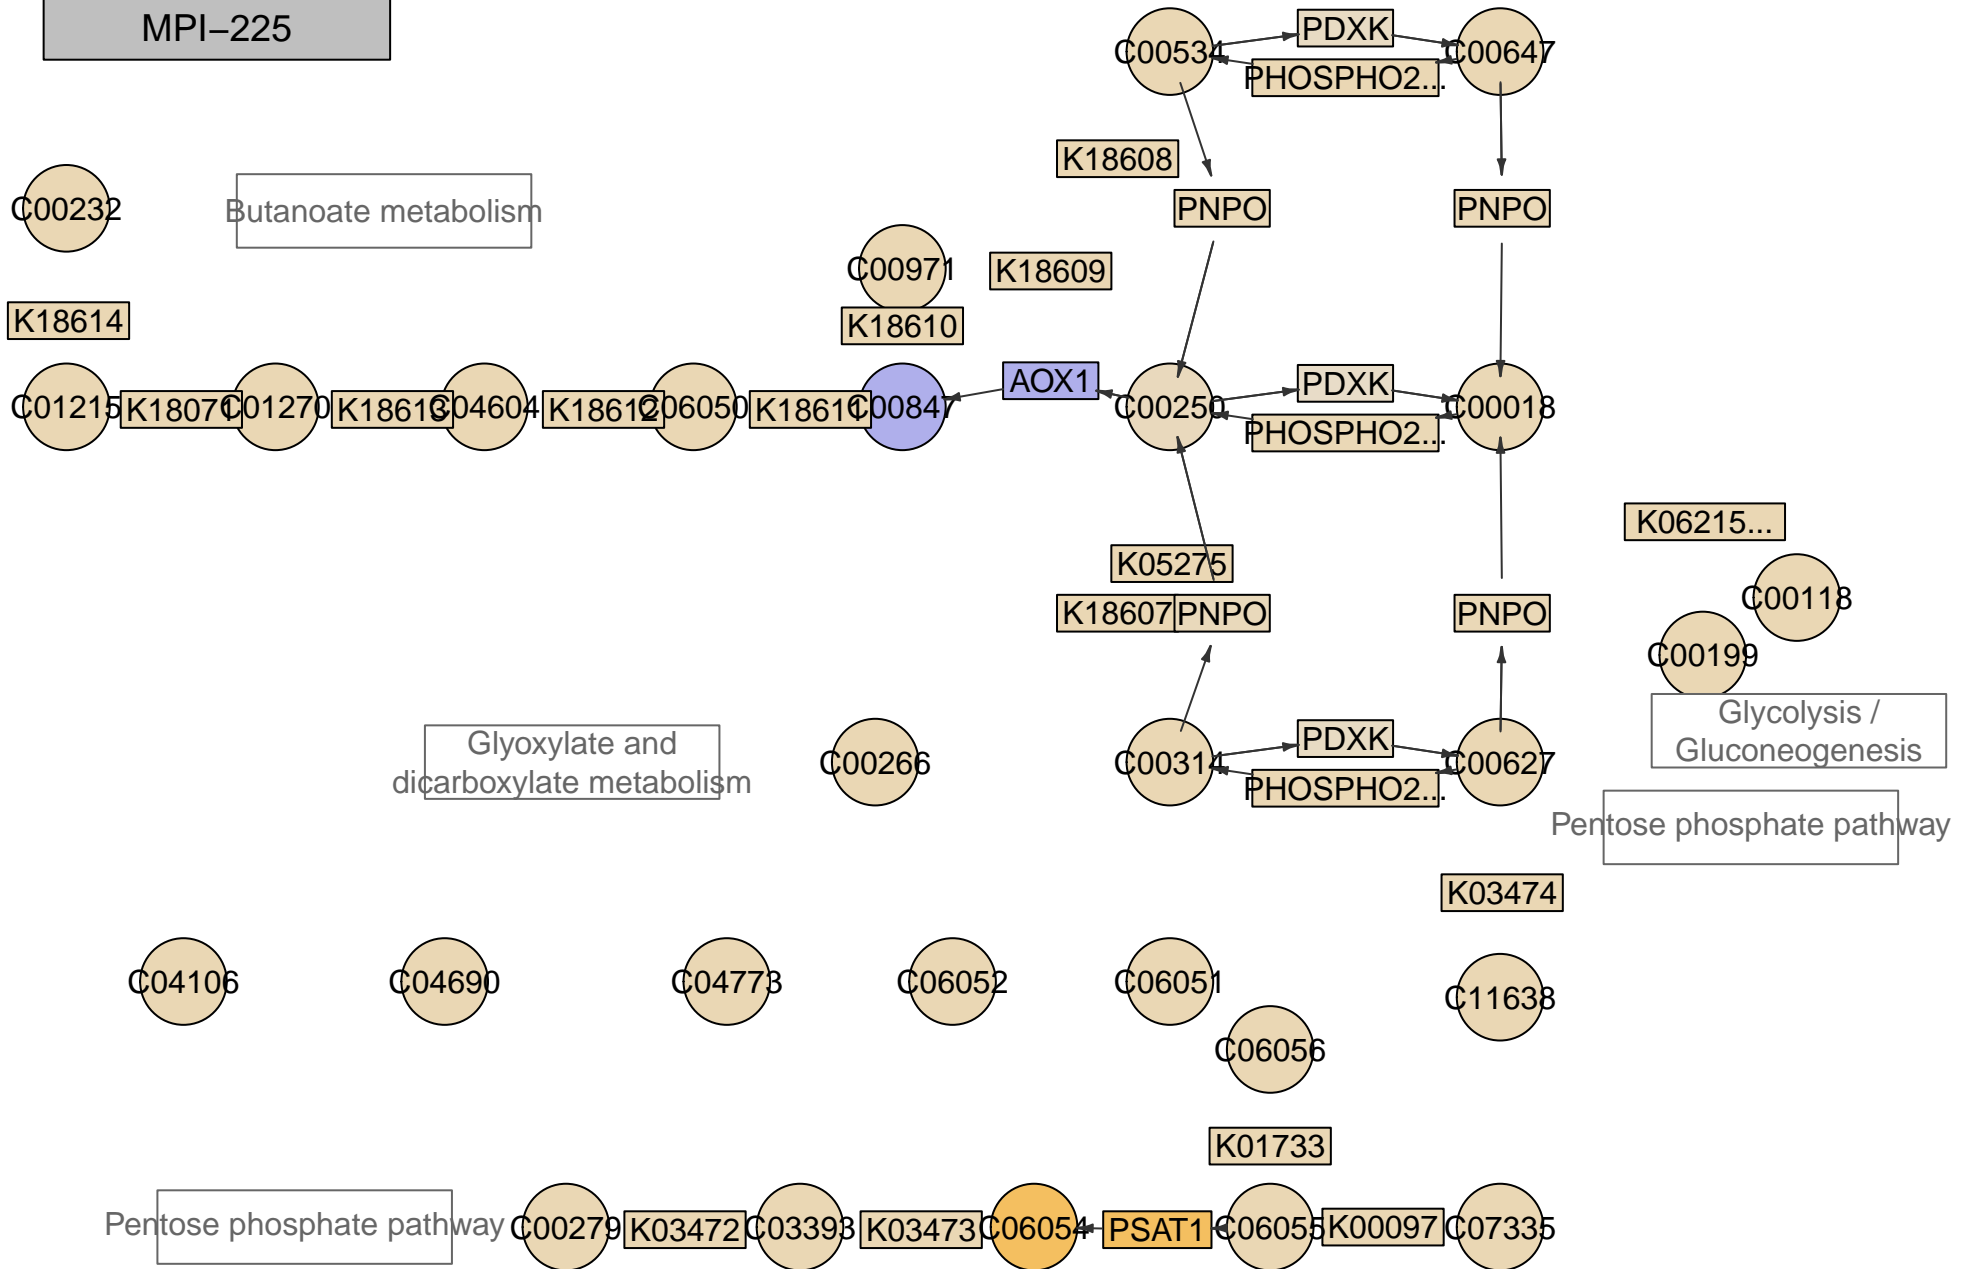 MPI−225
C00534
PDXK
C00647
PHOSPHO2...
K18608
C00232
Butanoate metabolism
PNPO
PNPO
C00971
K18609
K18614
K18610
AOX1
PDXK
C01215
K18071
C01270
K18613
C04604
K18612
C06050
K18611
C00847
C00250
C00018
PHOSPHO2...
K06215...
K05275
C00118
K18607
PNPO
PNPO
C00199
Glycolysis /
Gluconeogenesis
Glyoxylate and
dicarboxylate metabolism
C00266
C00314
PDXK
C00627
PHOSPHO2...
Pentose phosphate pathway
K03474
C04106
C04690
C04773
C06052
C06051
C11638
C06056
K01733
Pentose phosphate pathway
C00279
K03472
C03393
K03473
C06054
PSAT1
C06055
K00097
C07335